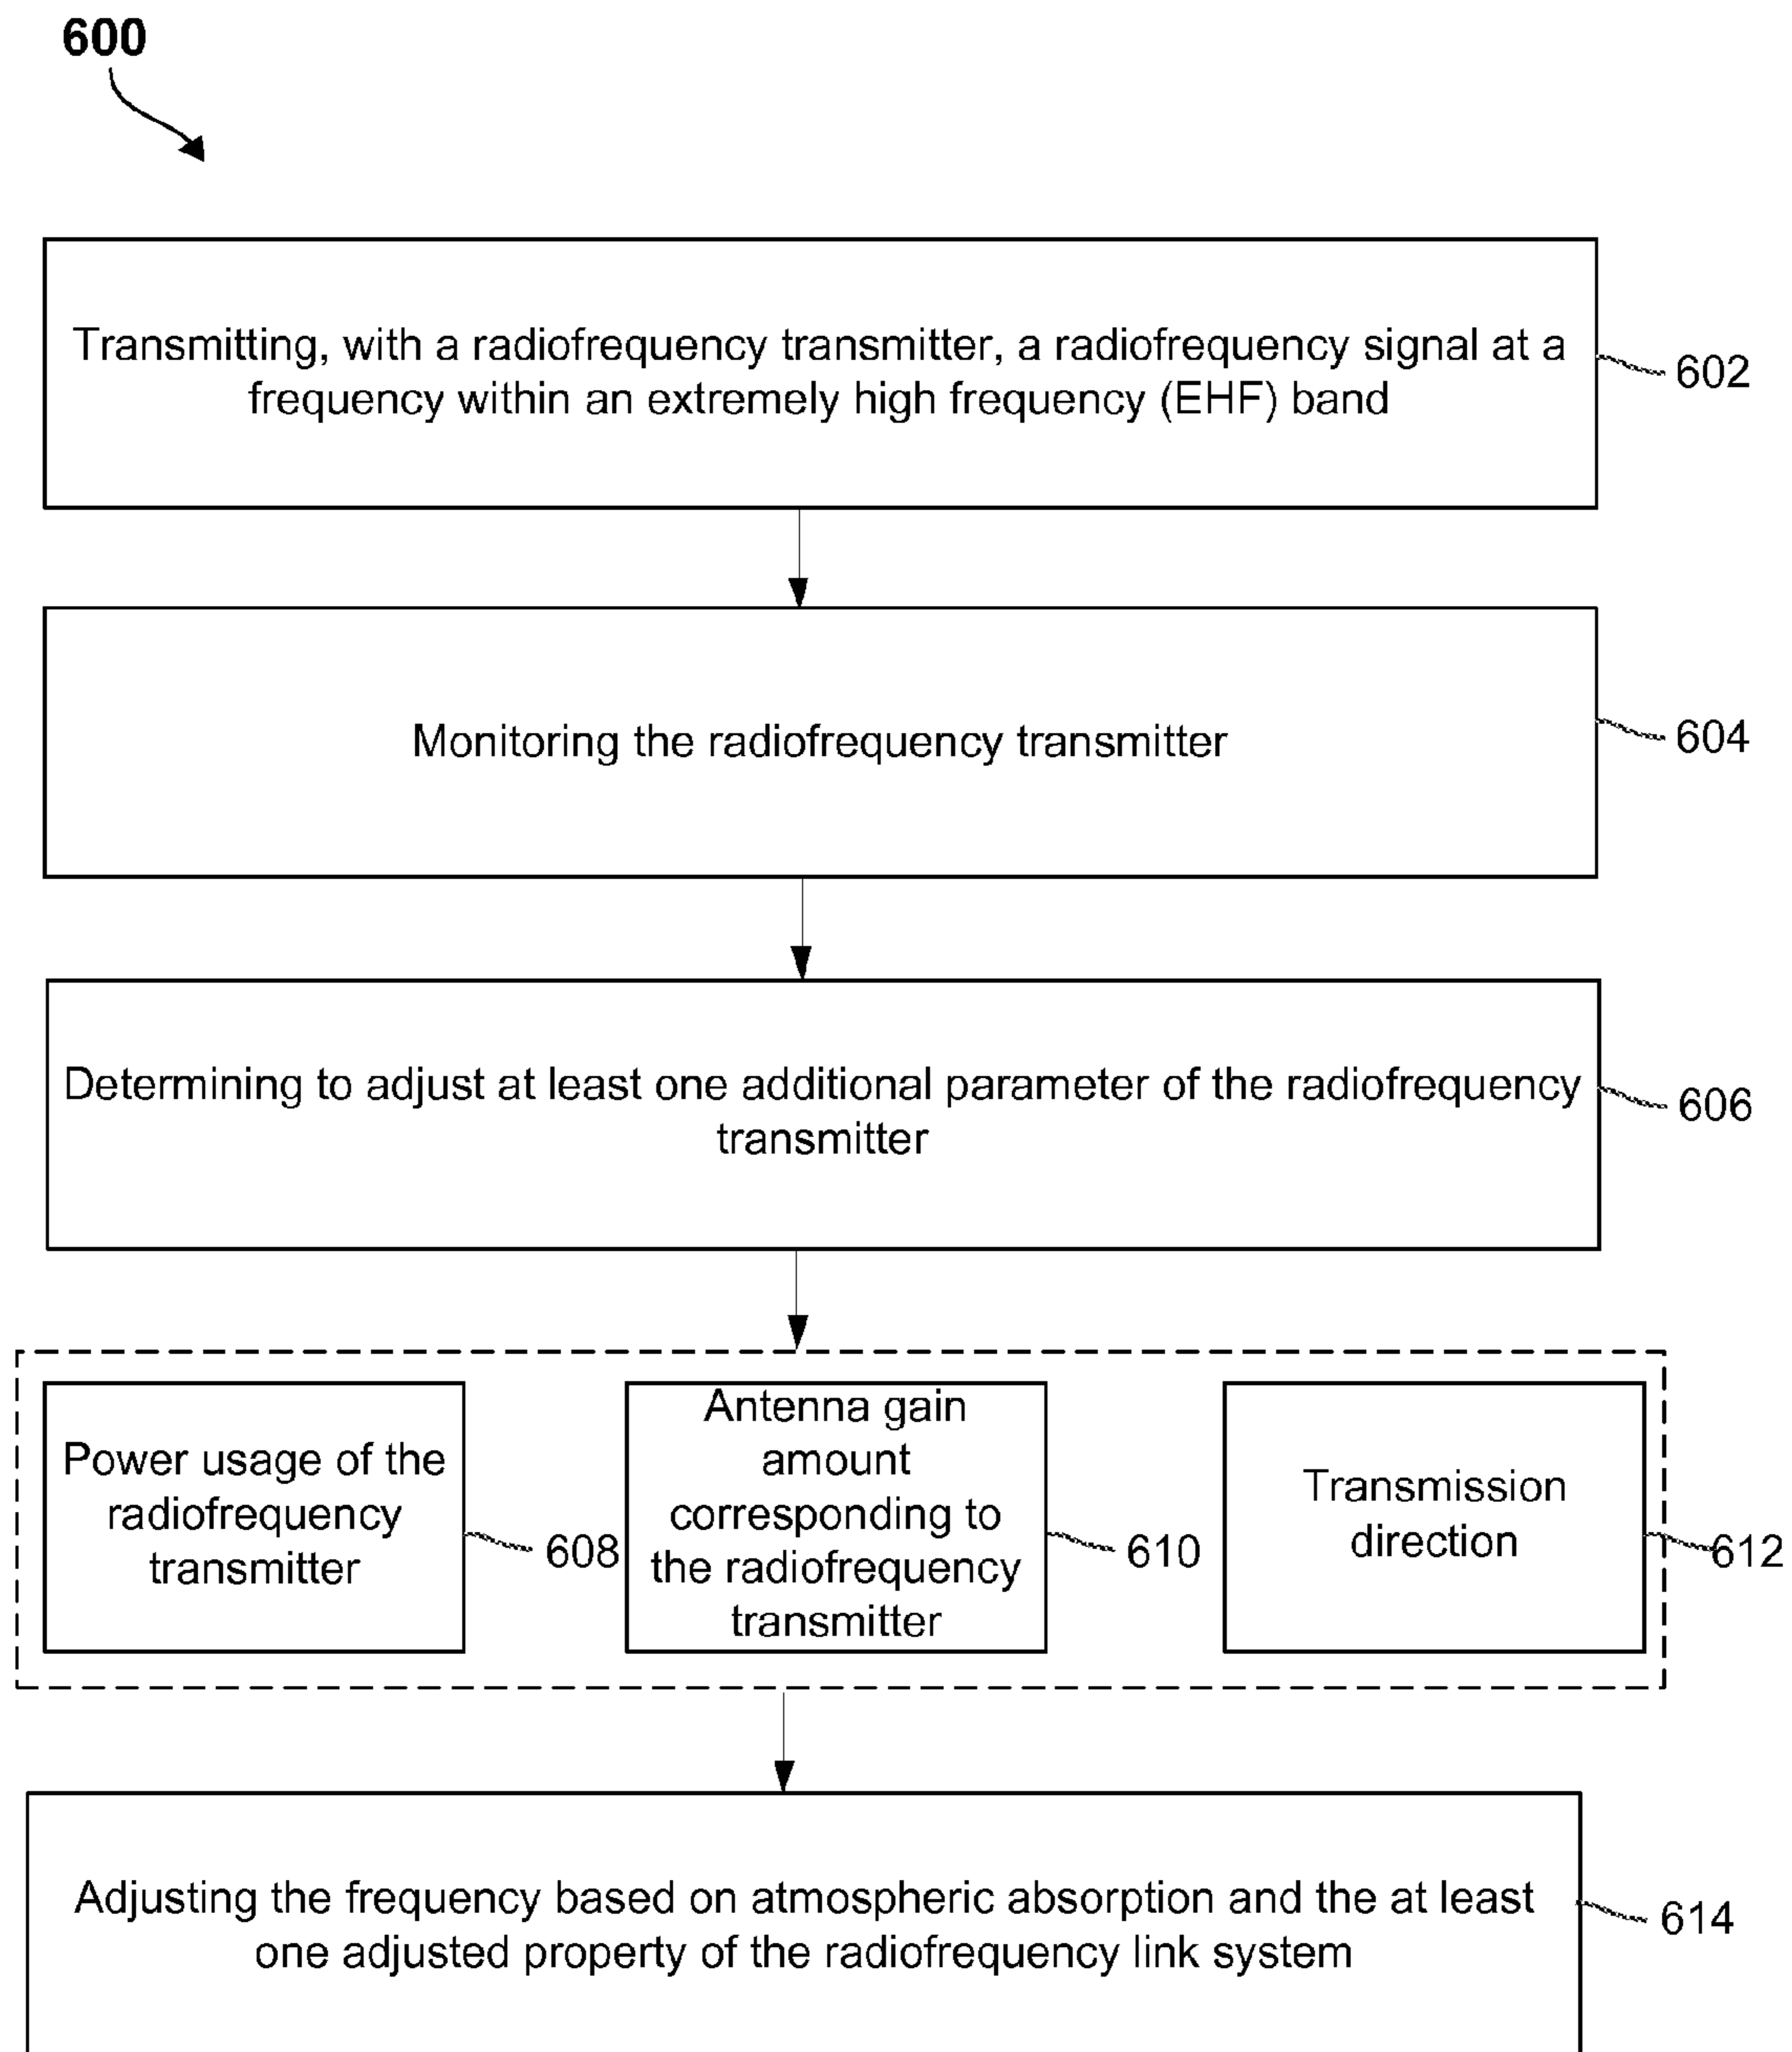 600
Transmitting, with a radiofrequency transmitter, a radiofrequency signal at a
frequency within an extremely high frequency (EHF) band
602
Monitoring the radiofrequency transmitter
604
Determining to adjust at least one additional parameter of the radiofrequency
transmitter
606
Power usage of the
radiofrequency
transmitter
608
Antenna gain
amount
corresponding to
the radiofrequency
transmitter
610
Transmission
direction
612
Adjusting the frequency based on atmospheric absorption and the at least
one adjusted property of the radiofrequency link system
614